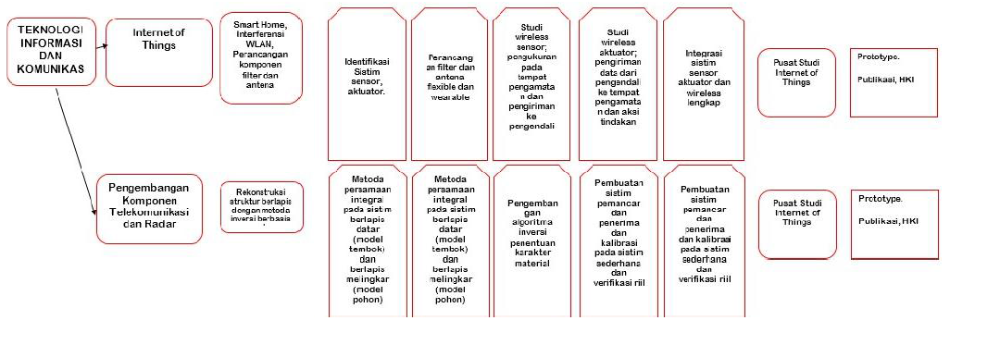 TEKNOLOGI
INFORMASI
DAN
KOMUNIKAS
Internet of
Things
Smart Home,
Interferensi
WLAN,
Perancangan
komponen
filter dan
antena
Identifikasi
Sistim
sensor,
aktuator.
Perancang
an filter dan
antena
flexible dan
wearable
Studi
wireless
sensor;
pengukuran
pada
tempat
pengamata
n dan
pengiriman
ke
pengendali
Studi
wireless
aktuator;
pengiriman
data dari
pengendali
ke tempat
pengamata
n dan aksi
tindakan
Integrasi
sistim
sensor
aktuator dan
wireless
lengkap
Pusat Studi
Internet of
Things
Prototype.
Publikasi, HKI
Pengembangan
Komponen
Telekomunikasi
dan Radar
Rekonstruksi
struktur berlapis
dengan metoda
inversi berbasis
Metoda
persamaan
integral
pada sistim
berlapis
datar
(model
tembok)
dan
berlapis
melingkar
(model
pohon)
Metoda
persamaan
integral
pada sistim
berlapis
datar
(model
tembok)
dan
berlapis
melingkar
(model
pohon)
Pengemban
gan
algoritma
inversi
penentuan
karakter
material
Pembuatan
sistim
pemancar
dan
penerima
dan
kalibrasi
pada sistim
sederhana
dan
verifikasi riil
Pembuatan
sistim
pemancar
dan
penerima
dan kalibrasi
pada sistim
sederhana
dan
verifikasi riil
Pusat Studi
Internet of
Things
Prototype.
Publikasi, HKI